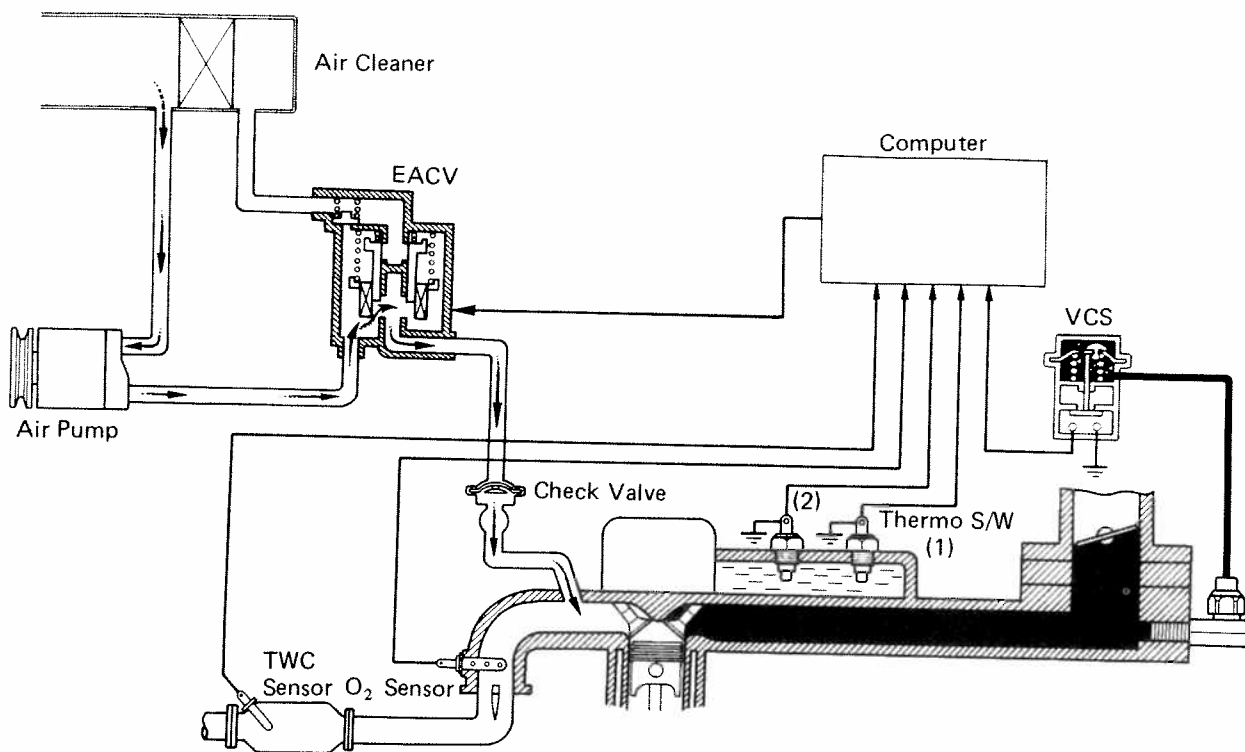 Air Cleaner
Computer
EACV
VCS
Air Pump
Check Valve
(2)
Thermo S/W
(1)
TWC
Sensor O₂ Sensor